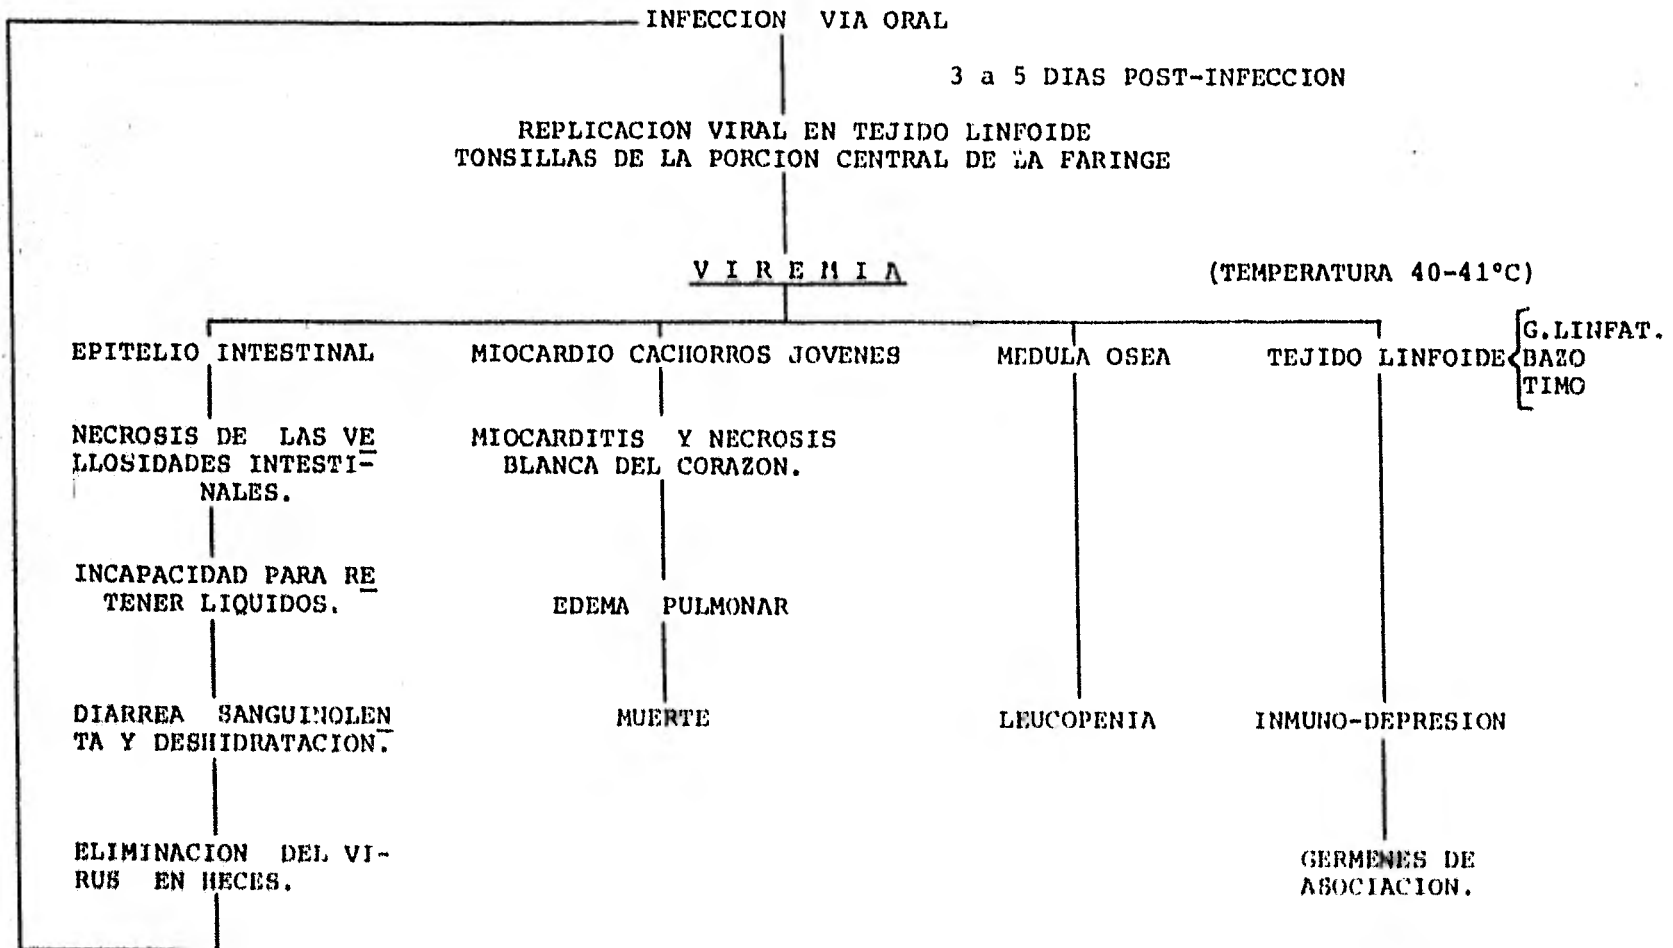 INFECCION VIA ORAL
3 a 5 DIAS POST-INFECCION
REPLICACION VIRAL EN TEJIDO LINFOIDE
TONSILLAS DE LA PORCION CENTRAL DE LA FARINGE
V I R E M I A
(TEMPERATURA 40-41°C)
EPITELIO INTESTINAL
MIOCARDIO CACHORROS JOVENES
MEDULA OSEA
TEJIDO LINFOIDE
G.LINFAT.
BAZO
TIMO
NECROSIS DE LAS VE
LLOSIDADES INTESTI-
NALES.
MIOCARDITIS Y NECROSIS
BLANCA DEL CORAZON.
INCAPACIDAD PARA RE
TENER LIQUIDOS.
EDEMA PULMONAR
DIARREA SANGUINOLEN
TA Y DESHIDRATACION.
MUERTE
LEUCOPENIA
INMUNO-DEPRESION
ELIMINACION DEL VI-
RUS EN HECES.
GERMENES DE
ASOCIACION.